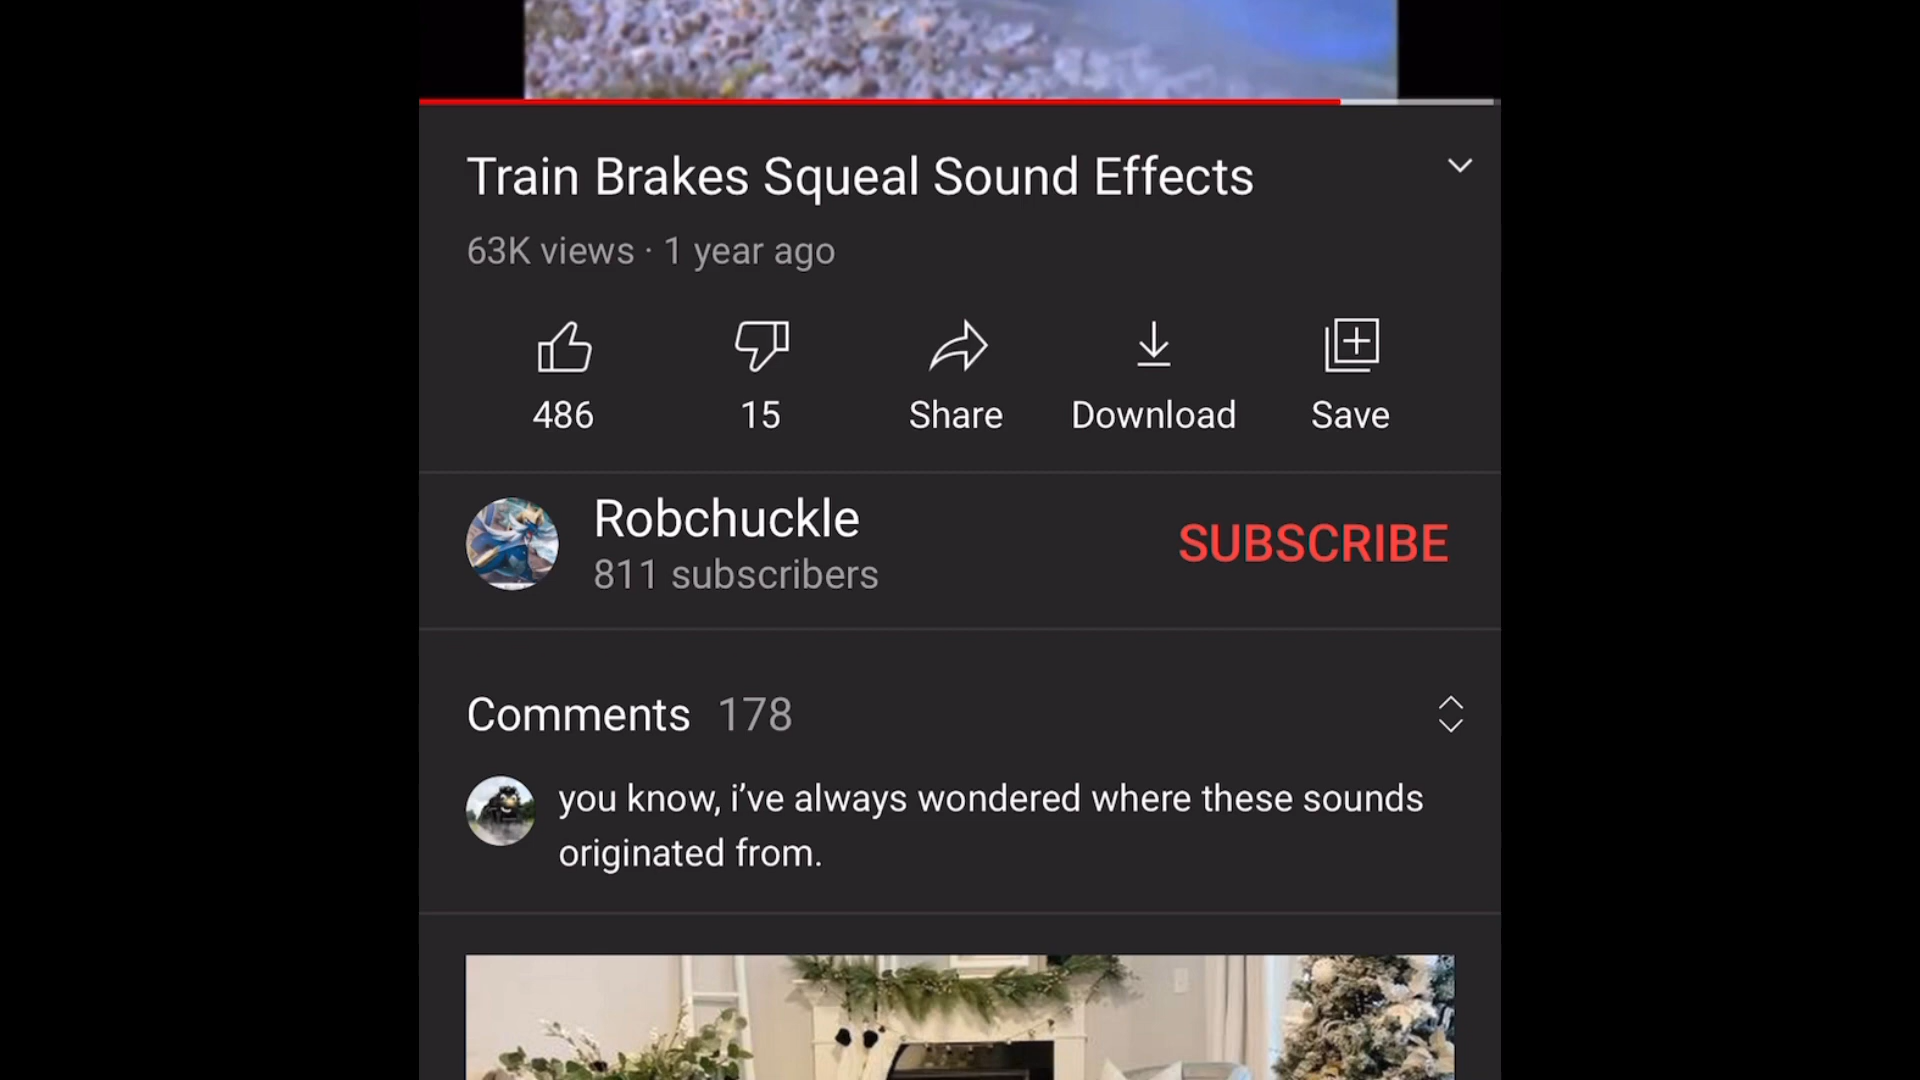 Train Brakes Squeal Sound Effects
63K views · 1 year ago
486
15
Share
Download
Save
Robchuckle
811 subscribers
SUBSCRIBE
Comments 178
you know, i’ve always wondered where these sounds
originated from.